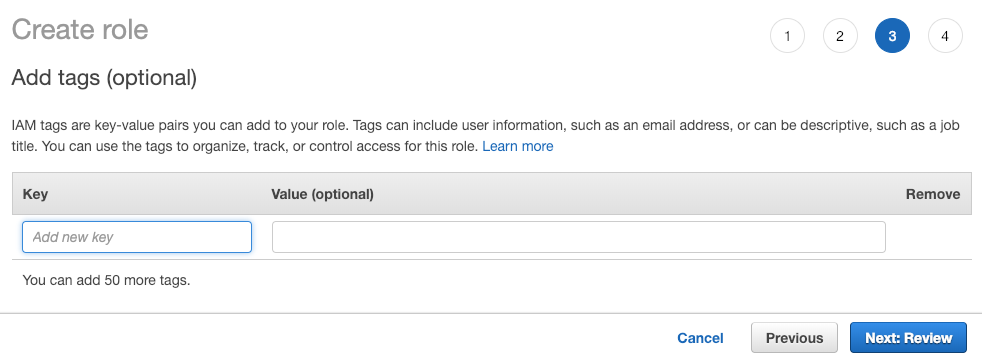 Create role
1 2 3 4
Add tags (optional)
IAM tags are key-value pairs you can add to your role. Tags can include user information, such as an email address, or can be descriptive, such as a job
title. You can use the tags to organize, track, or control access for this role. Learn more
Key Value (optional) Remove
Add new key
You can add 50 more tags.
Cancel Previous Next: Review